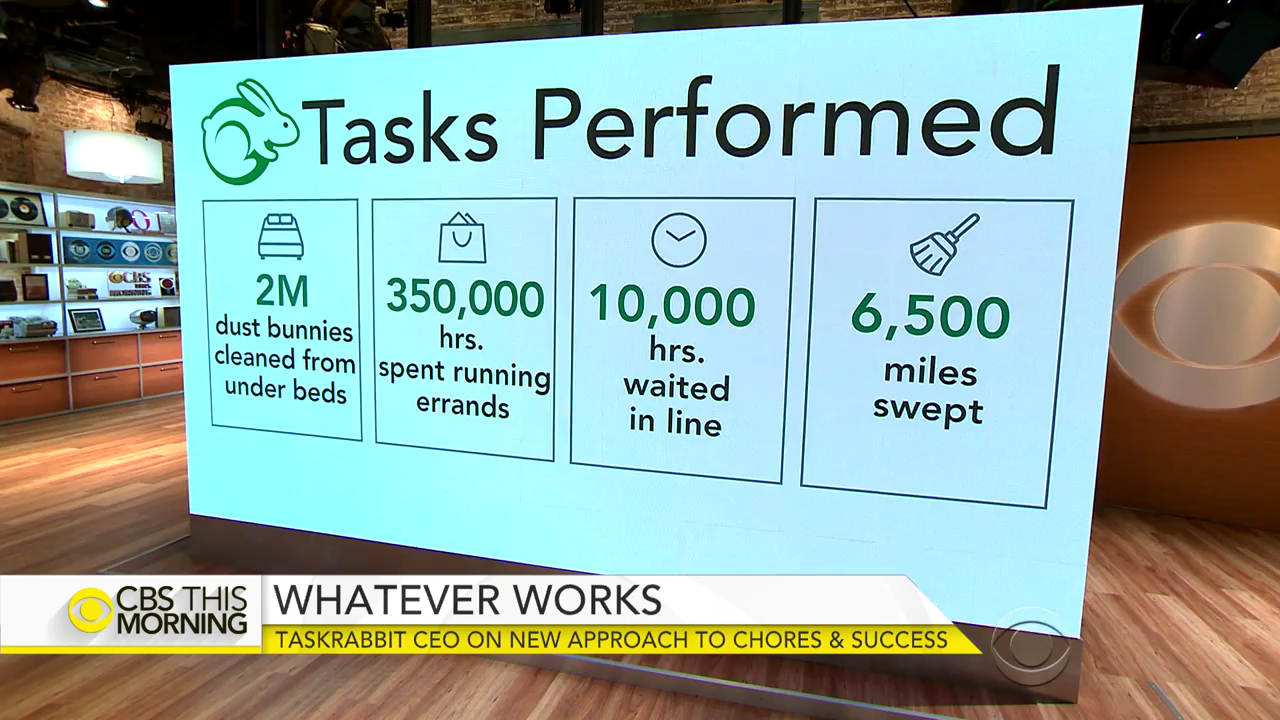 Tasks Performed
2M
dust bunnies
cleaned from
under beds
350,000
hrs.
spent running
errands
10,000
hrs.
waited
in line
6,500
miles
swept
CBS
CBS THIS
MORNING
WHATEVER WORKS
TASKRABBIT CEO ON NEW APPROACH TO CHORES & SUCCESS